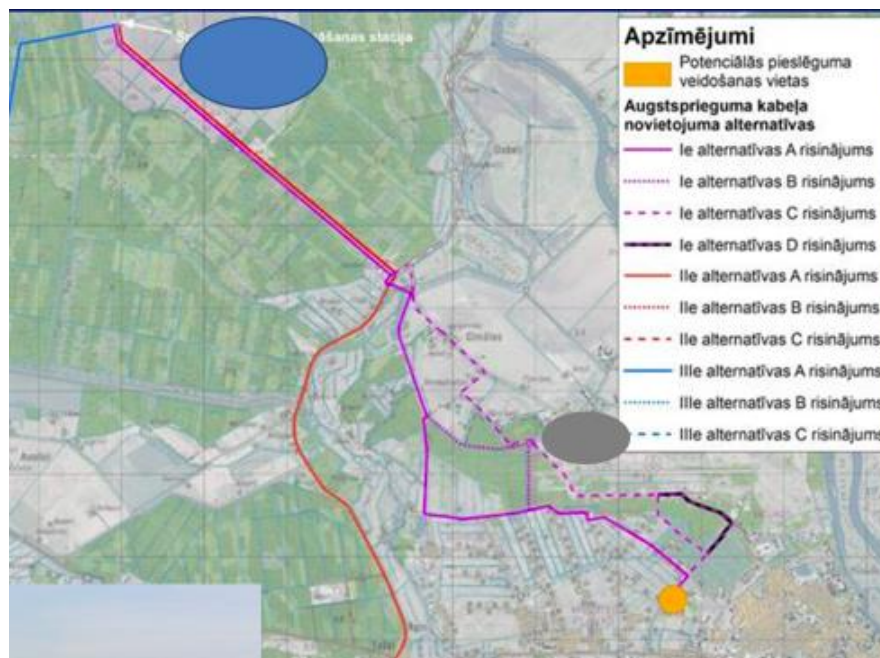 āšanas stacija
Apzīmējumi
Potenciālās pieslēguma
veidošanas vietas
Augstsprieguma kabeļa
novietojuma alternatīvas
Ie alternatīvas A risinājums
Ie alternatīvas B risinājums
Ie alternatīvas C risinājums
Ie alternatīvas D risinājums
IIe alternatīvas A risinājums
IIe alternatīvas B risinājums
IIe alternatīvas C risinājums
IIIe alternatīvas A risinājums
IIIe alternatīvas B risinājums
IIIe alternatīvas C risinājums